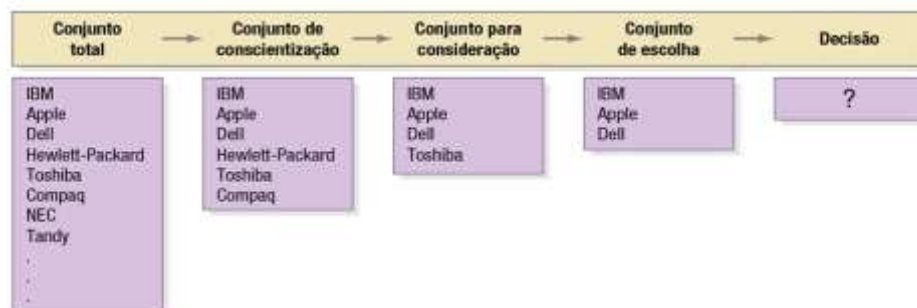 Conjunto
total
Conjunto de
conscientização
Conjunto para
consideração
Conjunto
de escolha
Decisão
IBM
Apple
Dell
Hewlett-Packard
Toshiba
Compaq
NEC
Tandy
.
.
.
IBM
Apple
Dell
Hewlett-Packard
Toshiba
Compaq
IBM
Apple
Dell
Toshiba
IBM
Apple
Dell
?